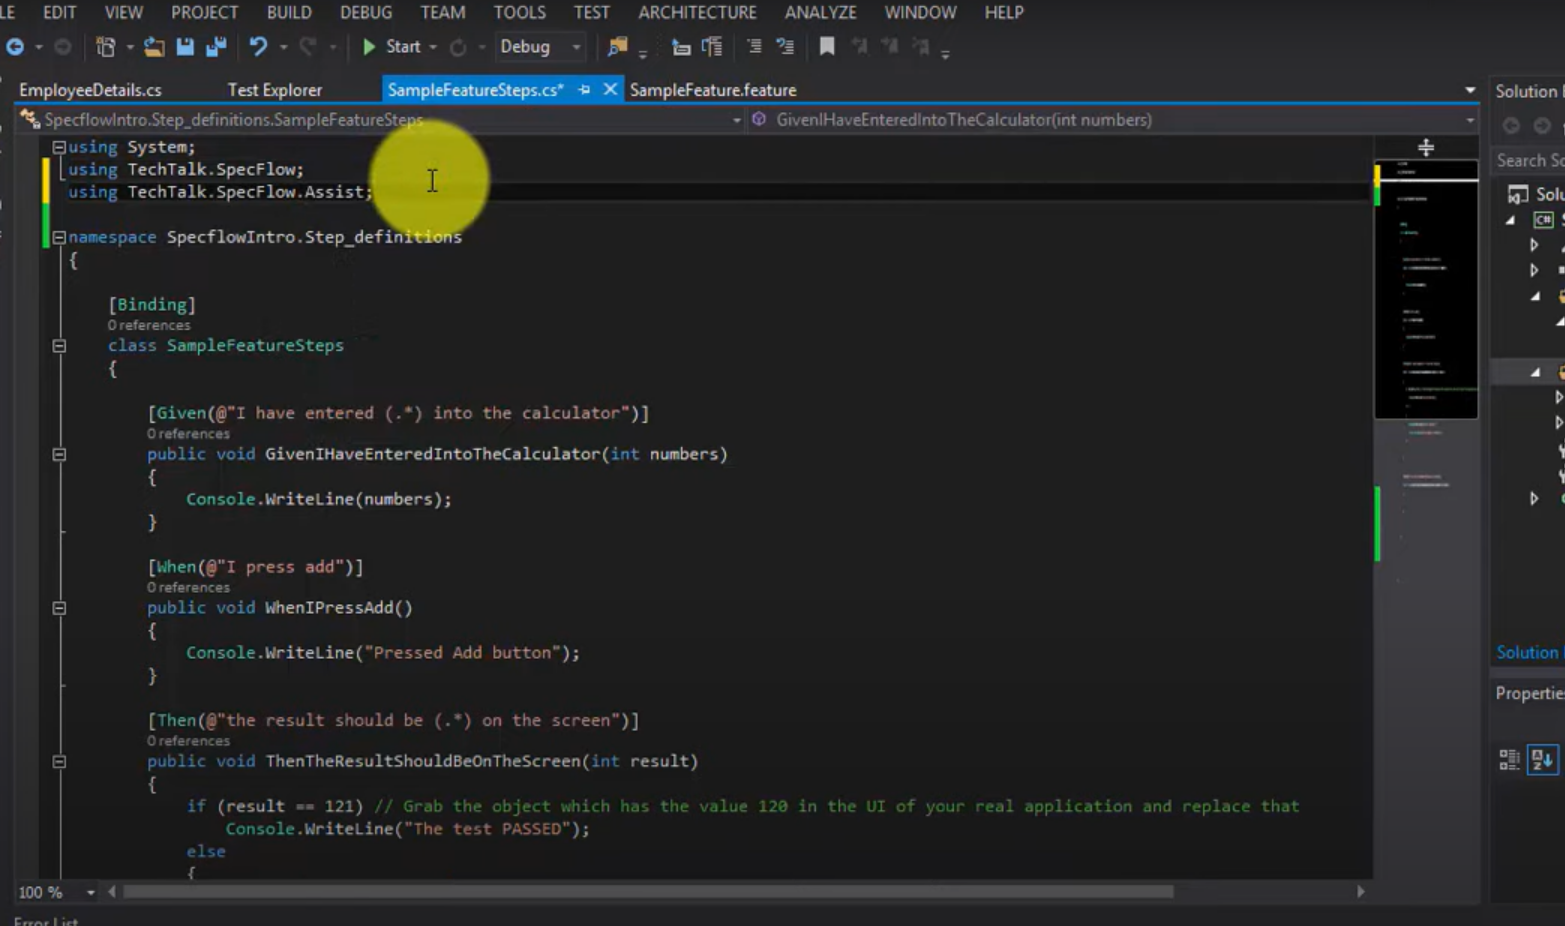 LE EDIT VIEW PROJECT BUILD DEBUG TEAM TOOLS TEST ARCHITECTURE ANALYZE WINDOW HELP
Start Debug
EmployeeDetails.cs Test Explorer SampleFeatureSteps.cs* SampleFeature.feature Solution
SpecflowIntro.Step_definitions.SampleFeatureSteps GivenIHaveEnteredIntoTheCalculator(int numbers)
using System;
using TechTalk.SpecFlow;
using TechTalk.SpecFlow.Assist;
Search So
Solu
C#
namespace SpecflowIntro.Step_definitions
{
[Binding]
0 references
class SampleFeatureSteps
{
[Given(@"I have entered (.*) into the calculator")]
0 references
public void GivenIHaveEnteredIntoTheCalculator(int numbers)
{
Console.WriteLine(numbers);
}
[When(@"I press add")]
0 references
public void WhenIPressAdd()
{
Console.WriteLine("Pressed Add button");
}
Solution
Propertie
[Then(@"the result should be (.*) on the screen")]
0 references
public void ThenTheResultShouldBeOnTheScreen(int result)
{
if (result == 121) // Grab the object which has the value 120 in the UI of your real application and replace that
Console.WriteLine("The test PASSED");
else
{
100 %
Error List